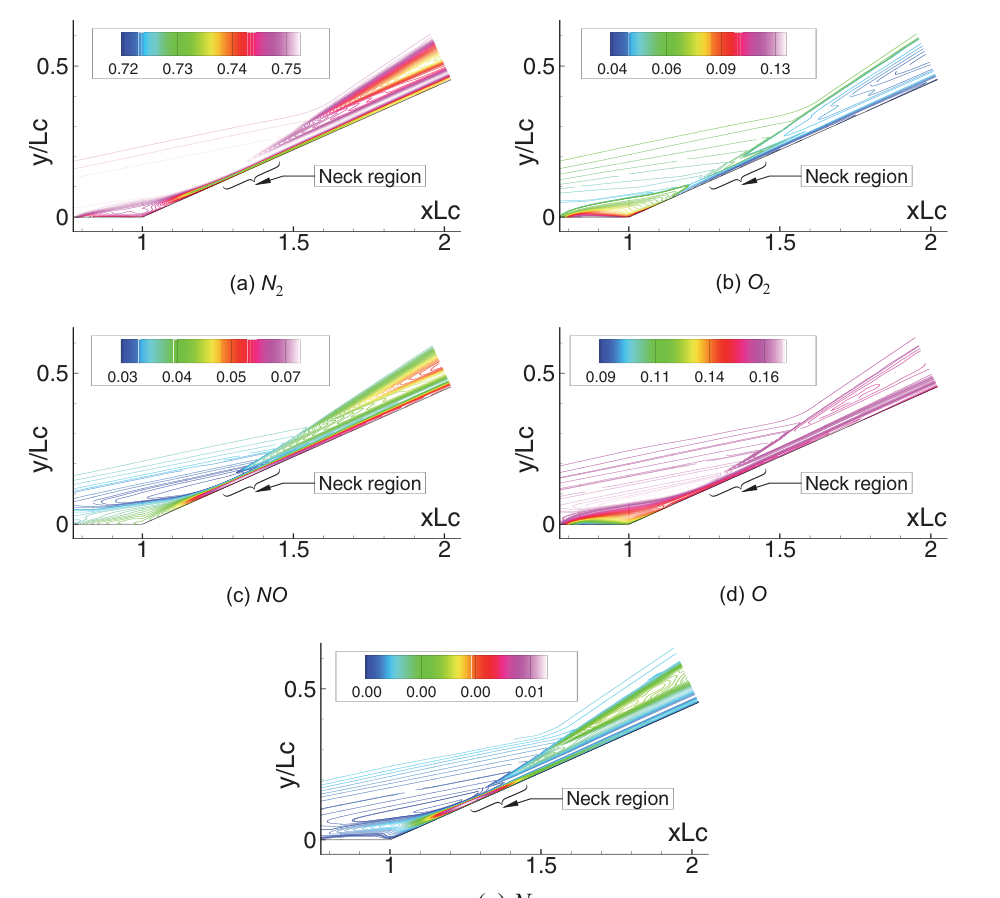 0.72 0.73 0.74 0.75
0.5
y/Lc
0
Neck region
xLc
1 1.5 2
(a) N2
0.04 0.06 0.09 0.13
0.5
y/Lc
0
Neck region
xLc
1 1.5 2
(b) O2
0.03 0.04 0.05 0.07
0.5
y/Lc
0
Neck region
xLc
1 1.5 2
(c) NO
0.09 0.11 0.14 0.16
0.5
y/Lc
0
Neck region
xLc
1 1.5 2
(d) O
0.00 0.00 0.00 0.01
0.5
y/Lc
0
Neck region
xLc
1 1.5 2